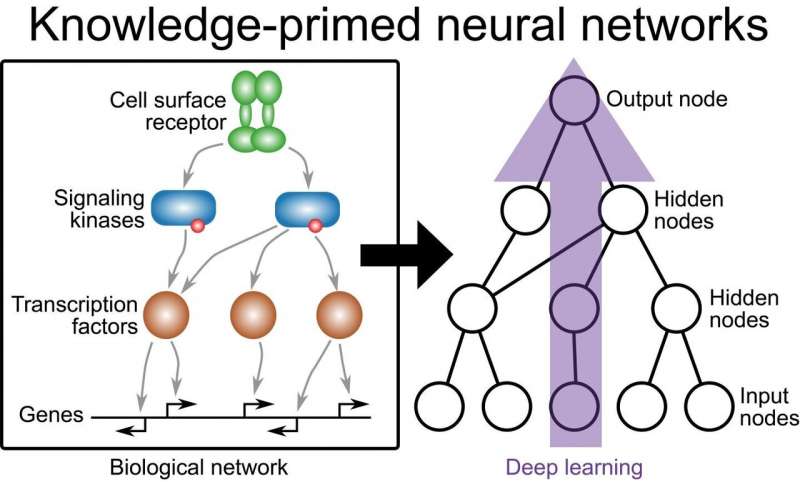 Knowledge-primed neural networks
Cell surface
receptor
Signaling
kinases
Transcription
factors
Genes
Biological network
Output node
Hidden
nodes
Hidden
nodes
Input
nodes
Deep learning